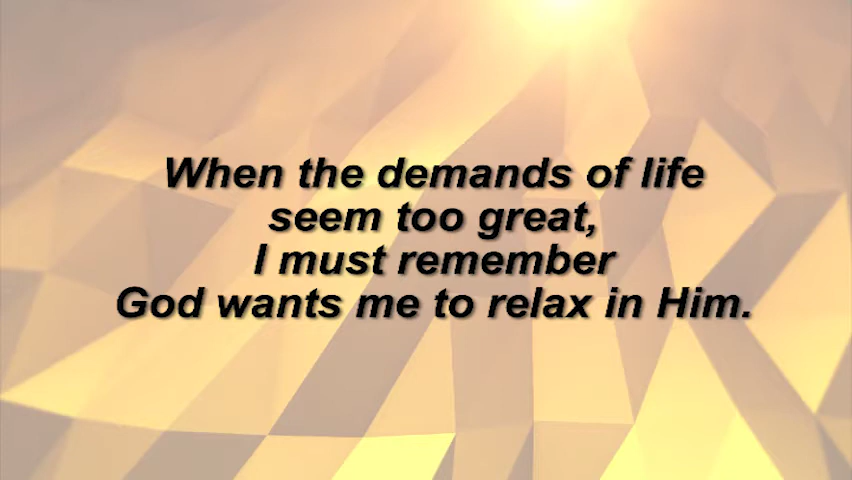 When the demands of life
seem too great,
I must remember
God wants me to relax in Him.